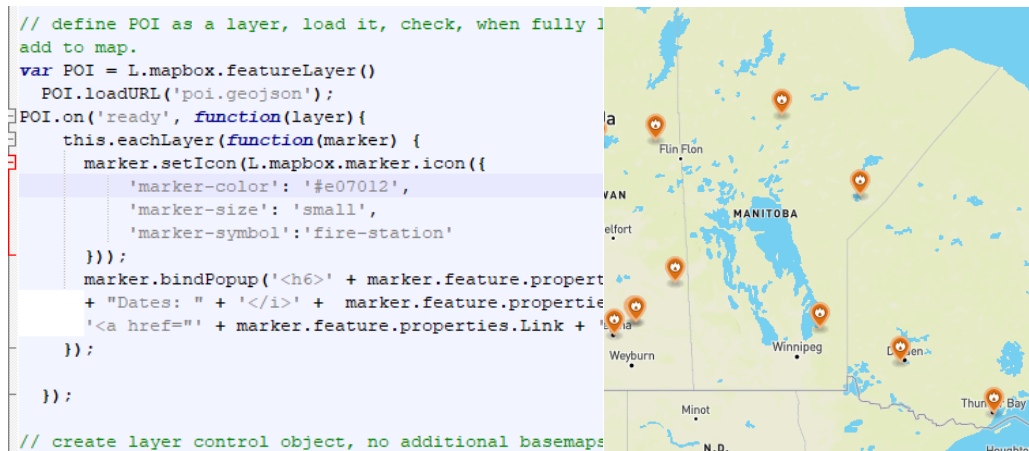 // define POI as a layer, load it, check, when fully
add to map.
var POI = L.mapbox.featureLayer()
POI.loadURL('poi.geojson');
POI.on('ready', function(layer){
this.eachLayer(function(marker) {
marker.setIcon(L.mapbox.marker.icon({
'marker-color': '#e07012',
'marker-size': 'small',
'marker-symbol':'fire-station'
}));
marker.bindPopup('<h6>' + marker.feature.propert
+ "Dates: " + '</i>' + marker.feature.propertie
'<a href="' + marker.feature.properties.Link + '
});
});
// create layer control object, no additional basemaps
Flin Flon
MANITOBA
Winnipeg
Weyburn
Minot
N.D.
Thunder Bay